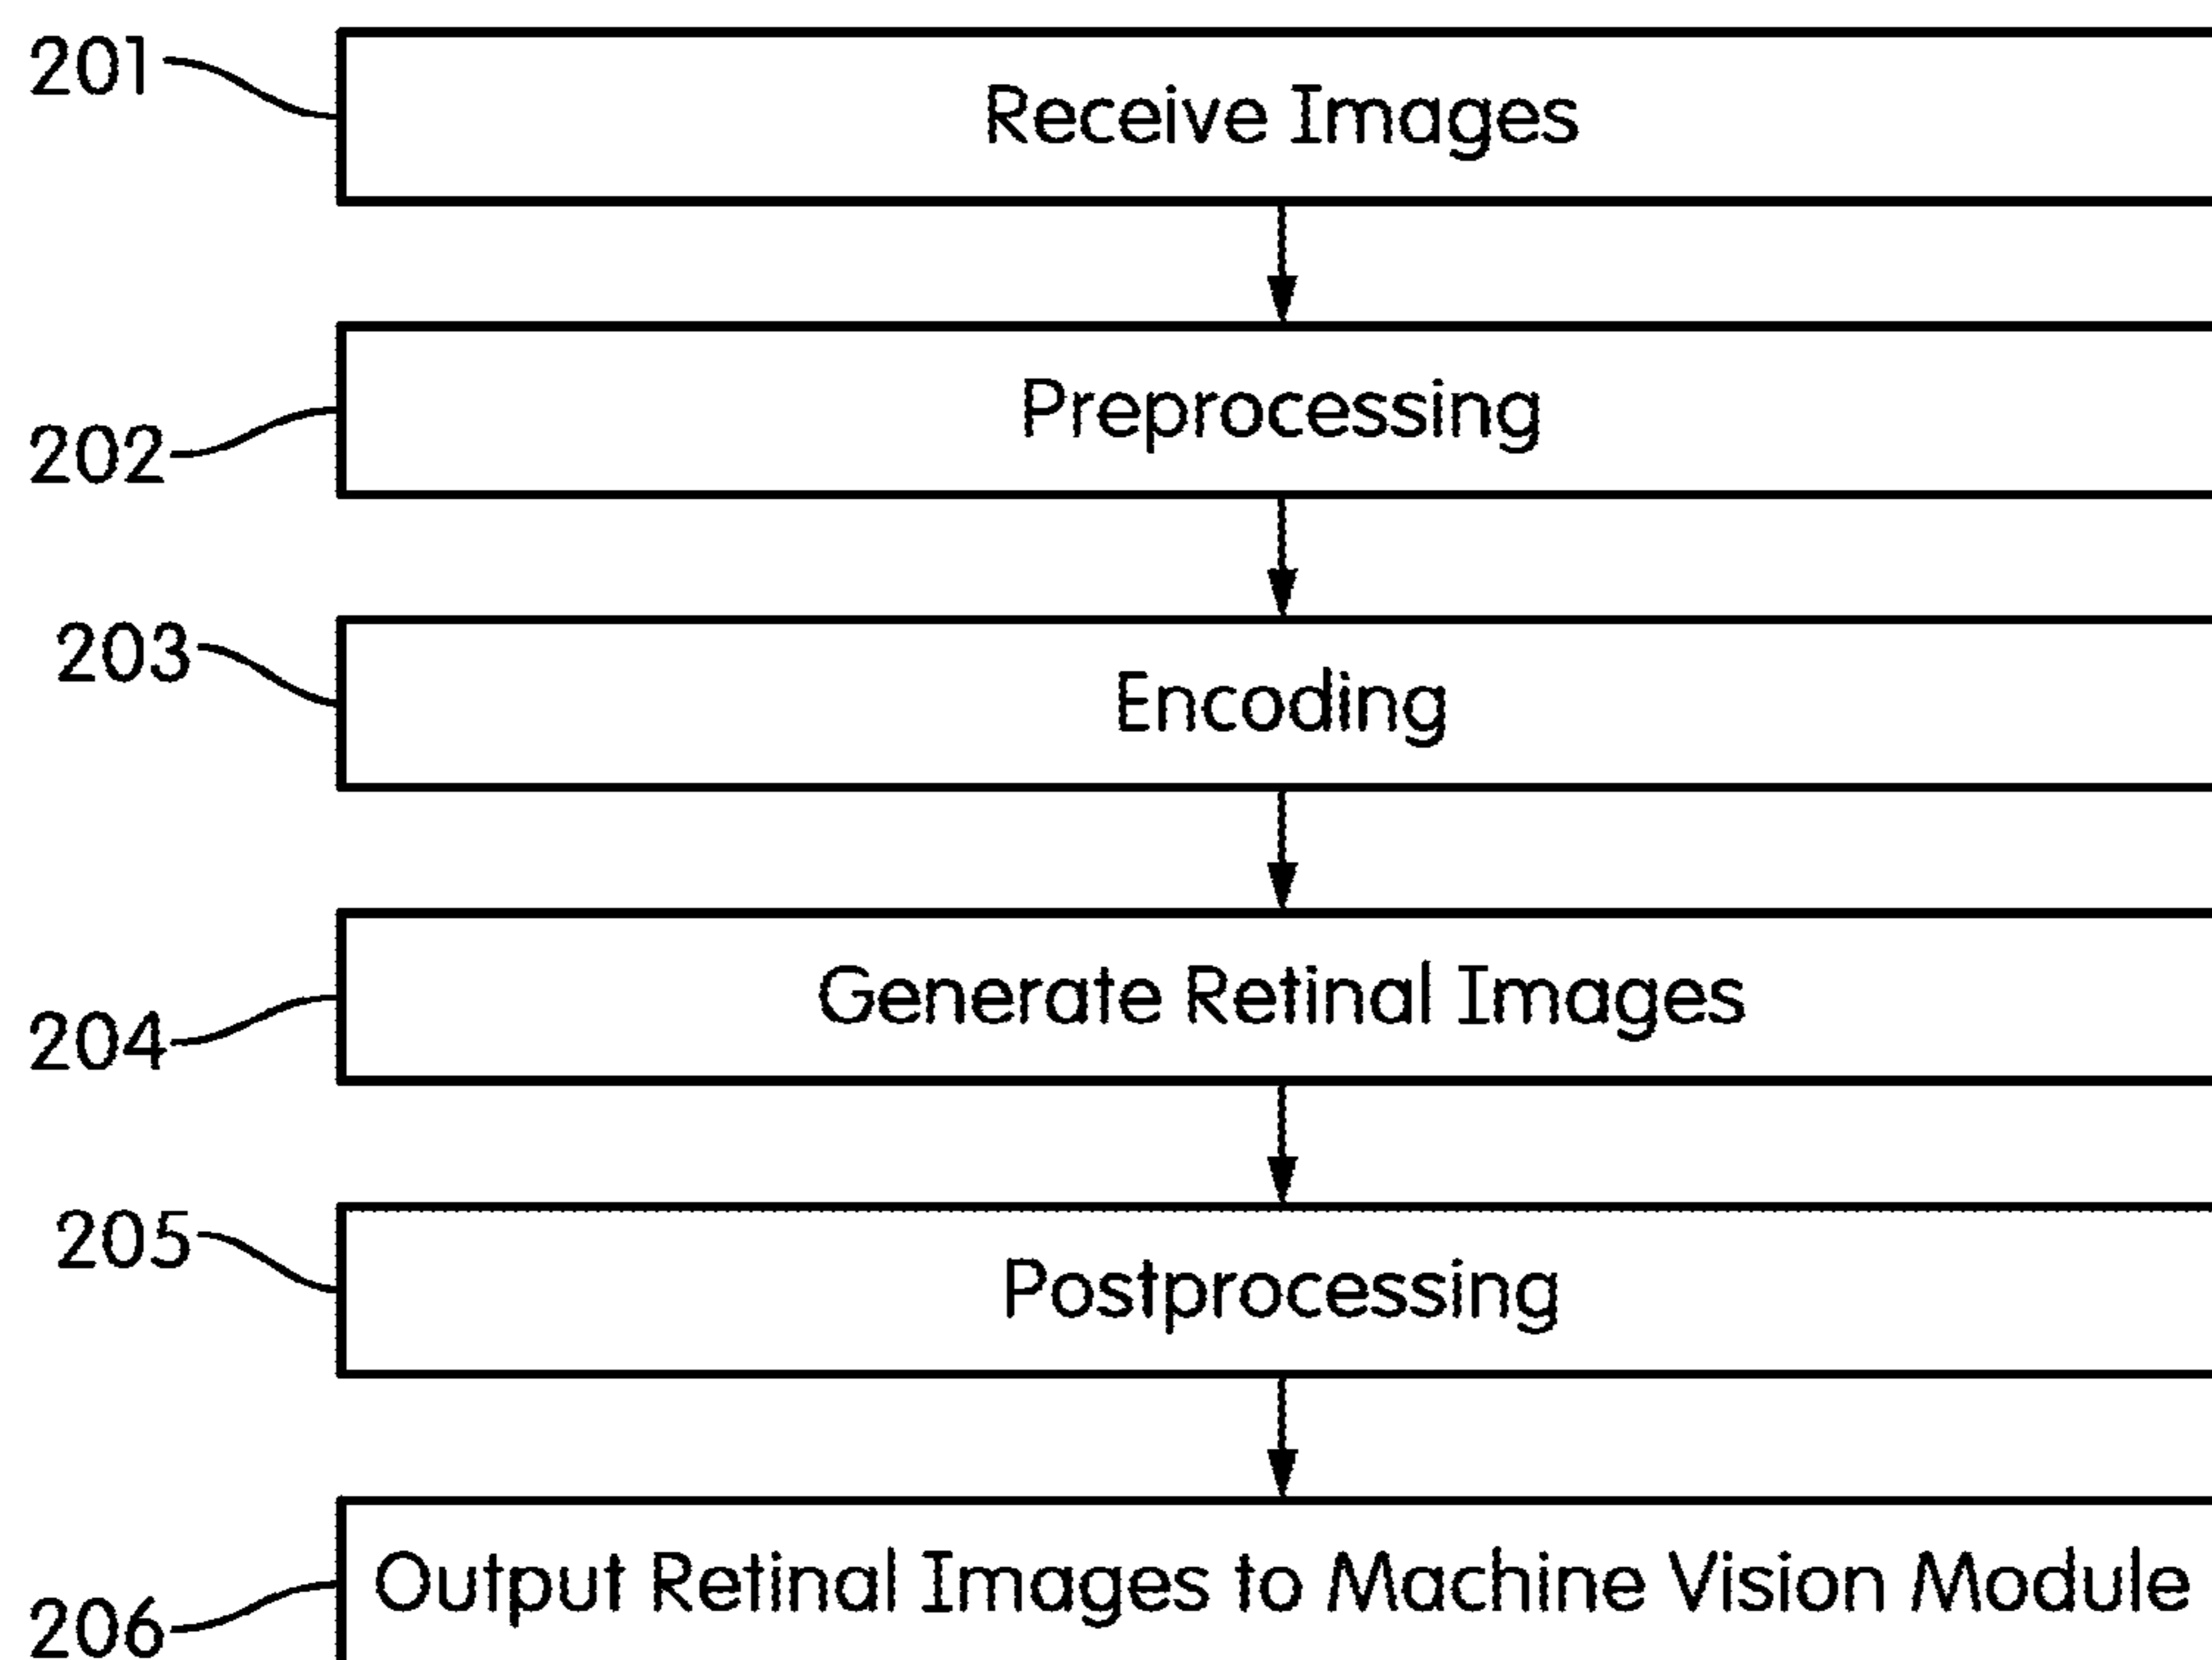 201
Receive Images
Preprocessing
202
203
Encoding
Generate Retinal Images
204
205
Postprocessing
Output Retinal Images to Machine Vision Module
206